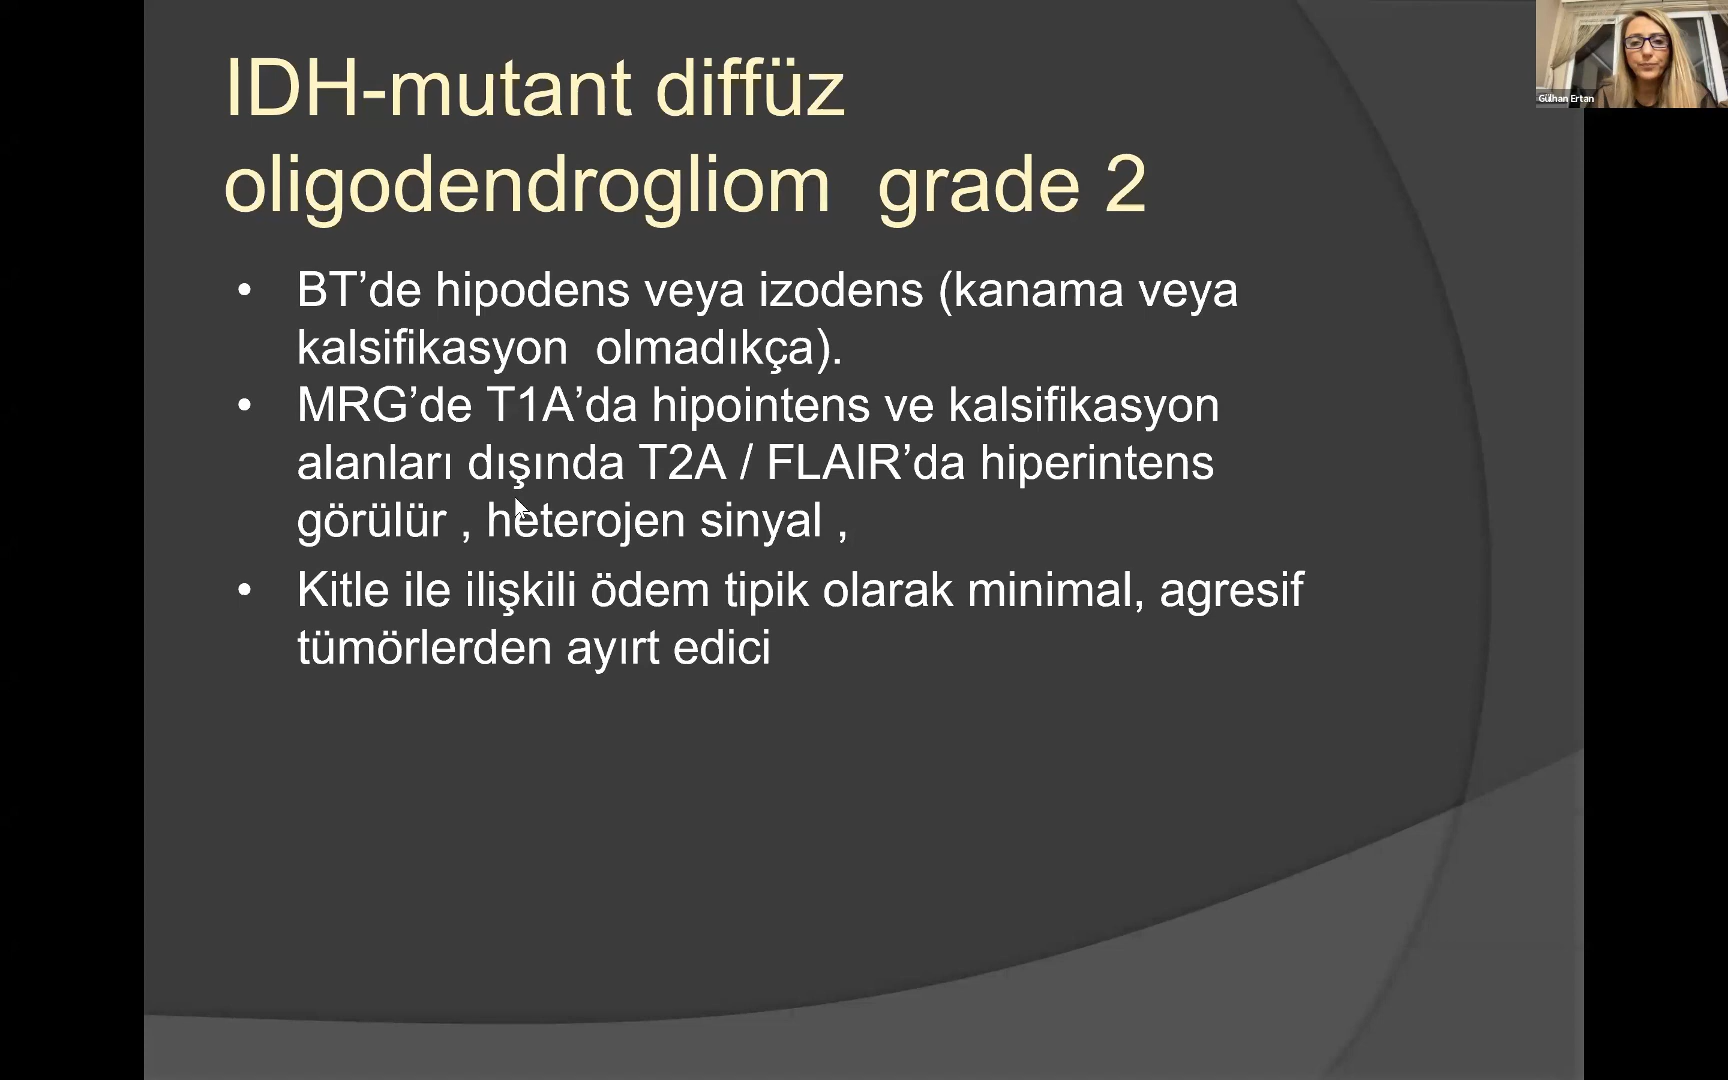 IDH-mutant diffüz
oligodendrogliom  grade 2
• BT’de hipodens veya izodens (kanama veya
kalsifikasyon  olmadıkça).
• MRG’de T1A’da hipointens ve kalsifikasyon
alanları dışında T2A / FLAIR’da hiperintens
görülür , heterojen sinyal ,
• Kitle ile ilişkili ödem tipik olarak minimal, agresif
tümörlerden ayırt edici
Gülhan Ertan